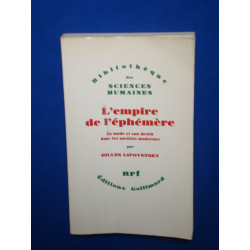 Bibliothèque
des
SCIENCES
HUMAINES
L'empire
de l'éphémère
La mode et son destin
dans les sociétés modernes
par
GILLES LIPOVETSKY
nrf
Éditions Gallimard